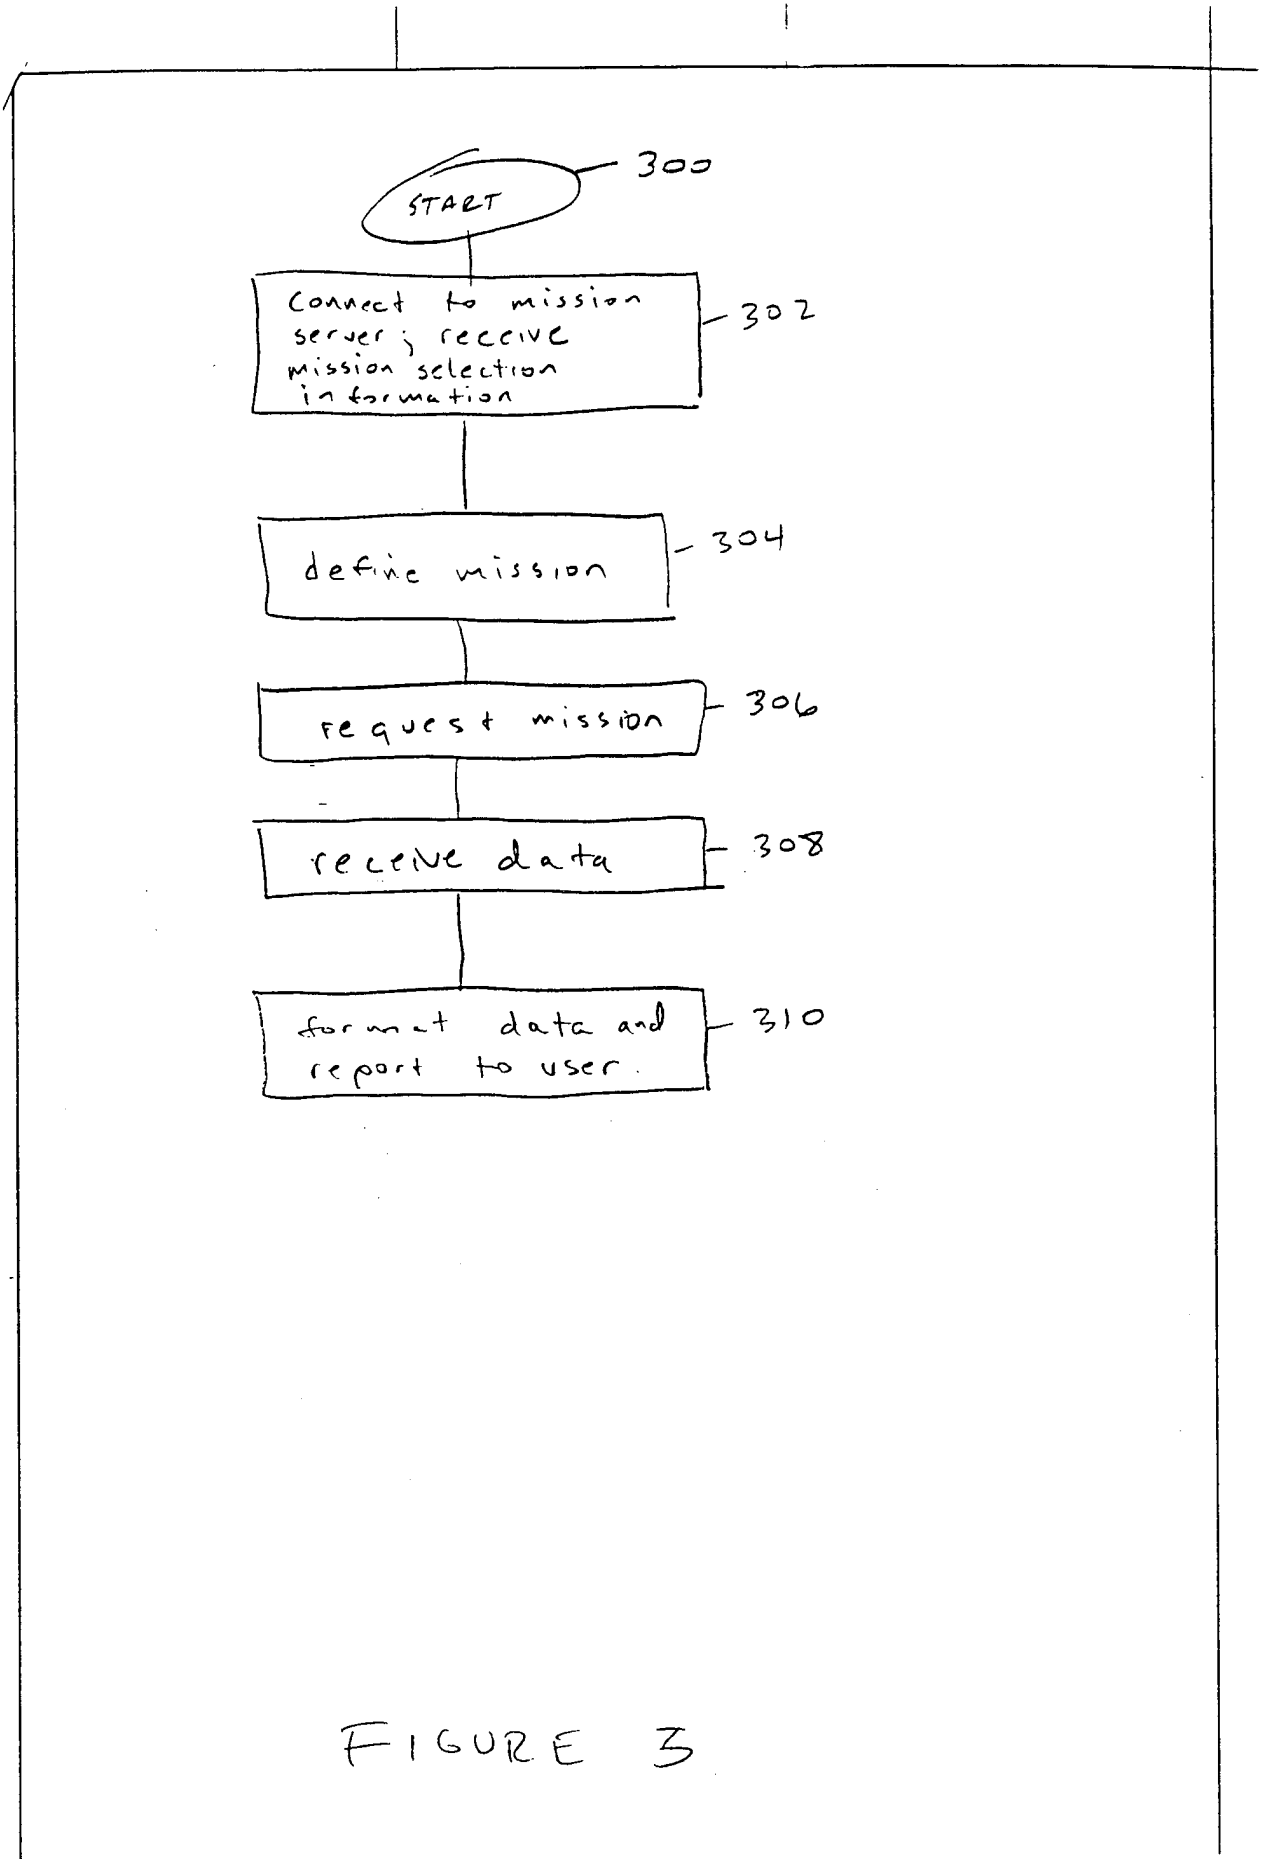 300
START
connect to mission
server; receive
mission selection
information
302
define mission
304
request mission
306
receive data
308
format data and
report to user.
310
FIGURE 3